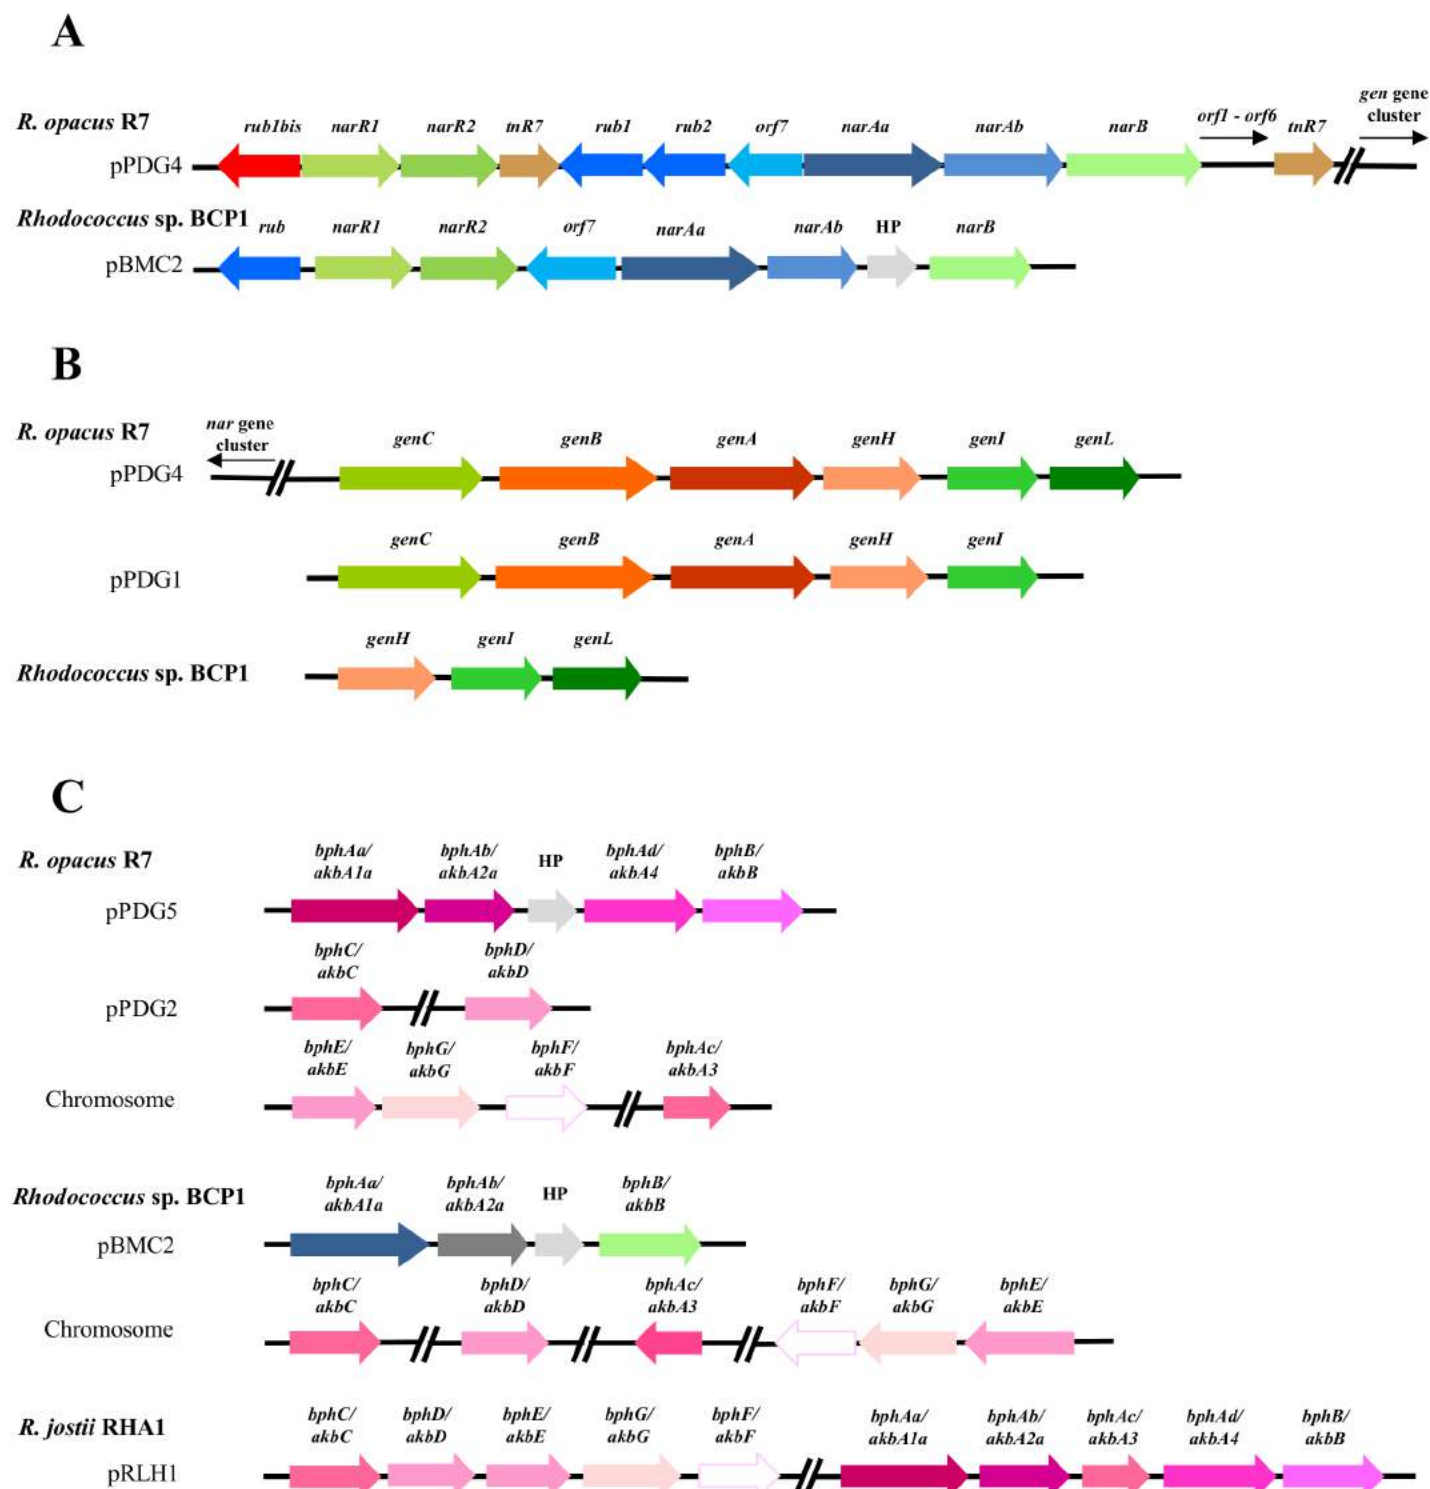 A
R. opacus R7
rub1bis narR1 narR2 tnR7 rub1 rub2 orf7 narAa narAb narB orf1 - orf6 tnR7 gen gene
cluster
pPDG4
Rhodococcus sp. BCP1
rub narR1 narR2 orf7 narAa narAb HP narB
pBMC2
B
R. opacus R7
nar gene
cluster
genC genB genA genH genI genL
pPDG4
genC genB genA genH genI
pPDG1
genH genI genL
Rhodococcus sp. BCP1
C
R. opacus R7
bphAa/ bphAb/ HP bphAd/ bphB/
akbA1a akbA2a akbA4 akbB
pPDG5
bphC/ bphD/
akbC akbD
pPDG2
bphE/ bphG/ bphF/ bphAc/
akbE akbG akbF akbA3
Chromosome
Rhodococcus sp. BCP1
bphAa/ bphAb/ HP bphB/
akbA1a akbA2a akbB
pBMC2
bphC/ bphD/ bphAc/ bphF/ bphG/ bphE/
akbC akbD akbA3 akbF akbG akbE
Chromosome
R. jostii RHA1
bphC/ bphD/ bphE/ bphG/ bphF/ bphAa/ bphAb/ bphAc/ bphAd/ bphB/
akbC akbD akbE akbG akbF akbA1a akbA2a akbA3 akbA4 akbB
pRLH1